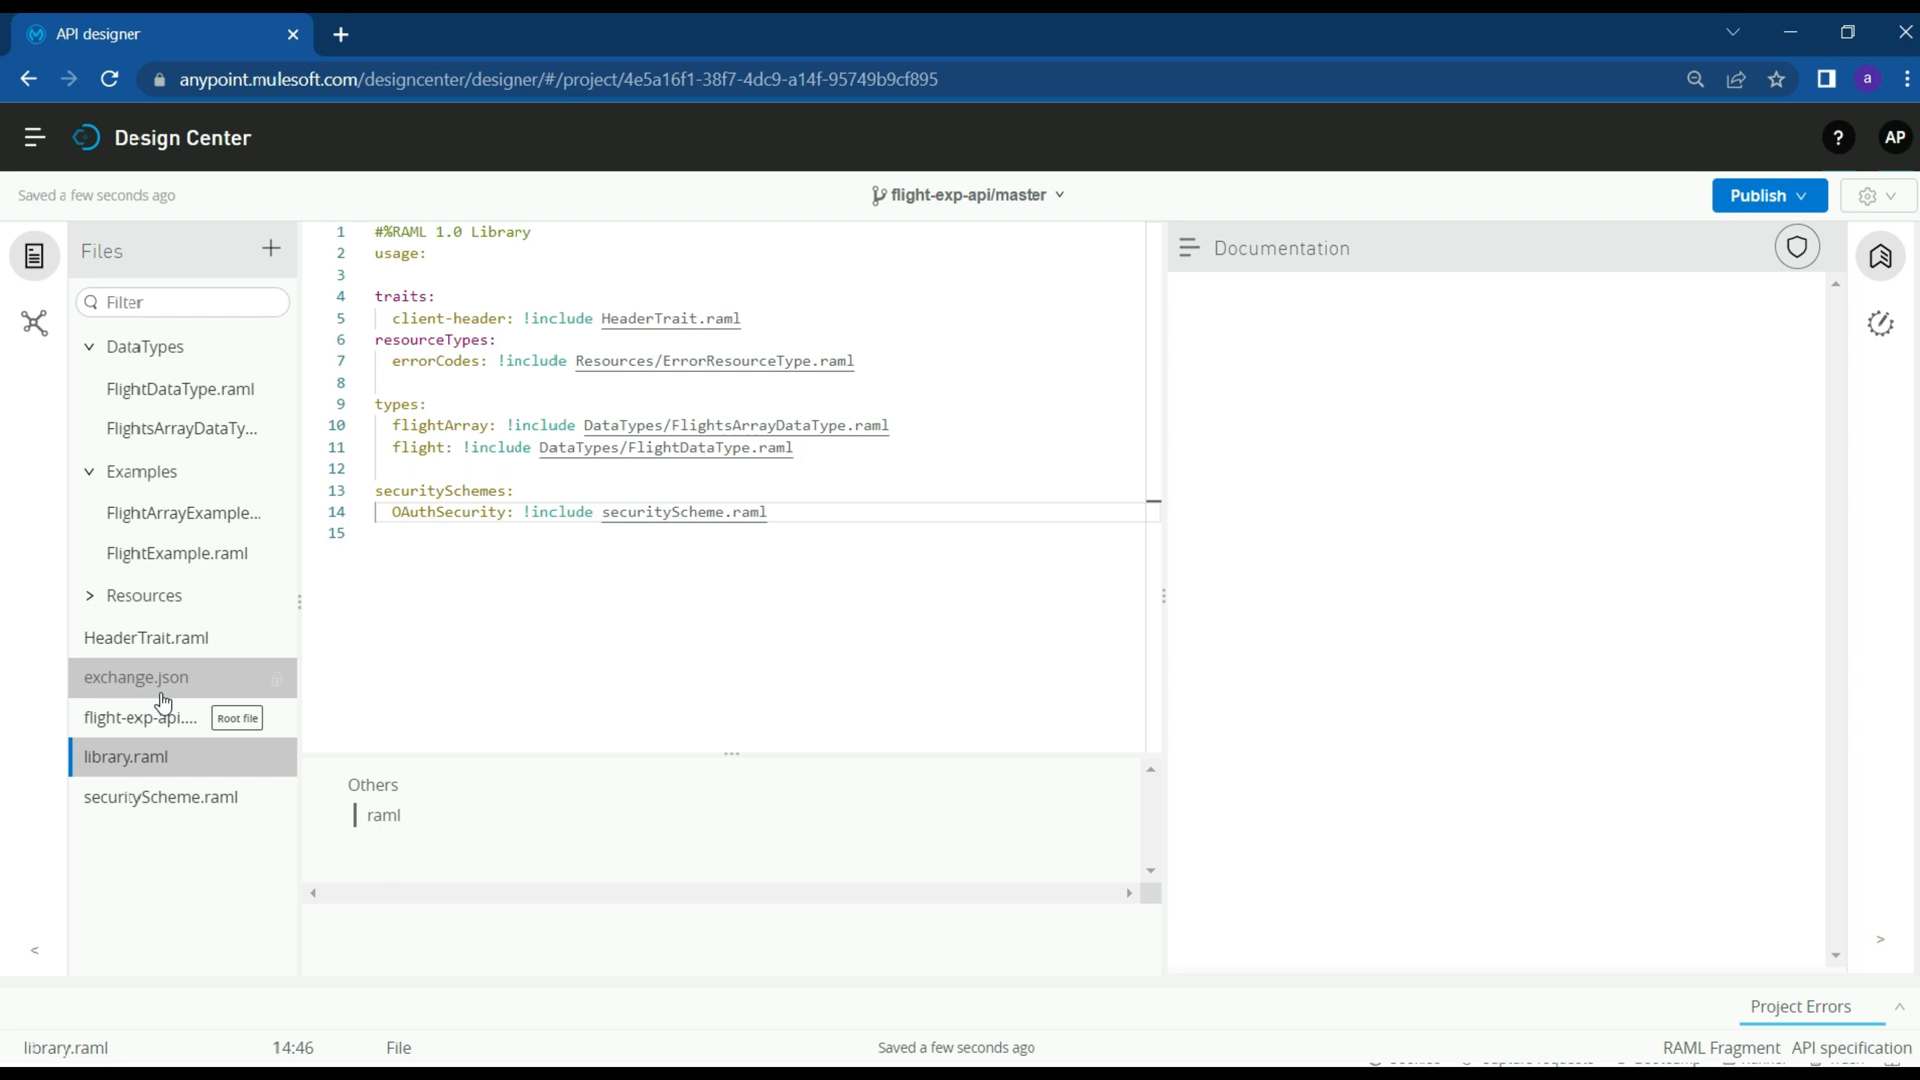 API designer
anypoint.mulesoft.com/designcenter/designer/#/project/4e5a16f1-38f7-4dc9-a14f-95749b9cf895
a
Design Center
?
AP
Saved a few seconds ago
flight-exp-api/master
Publish
Files
Filter
DataTypes
FlightDataType.raml
FlightsArrayDataTy...
Examples
FlightArrayExample...
FlightExample.raml
Resources
HeaderTrait.raml
exchange.json
flight-exp-api.... Root file
library.raml
securityScheme.raml
1 #%RAML 1.0 Library
2 usage:
3
4 traits:
5 client-header: !include HeaderTrait.raml
6 resourceTypes:
7 errorCodes: !include Resources/ErrorResourceType.raml
8
9 types:
10 flightArray: !include DataTypes/FlightsArrayDataType.raml
11 flight: !include DataTypes/FlightDataType.raml
12
13 securitySchemes:
14 OAuthSecurity: !include securityScheme.raml
15
Others
raml
Documentation
Project Errors
library.raml 14:46 File Saved a few seconds ago RAML Fragment API specification